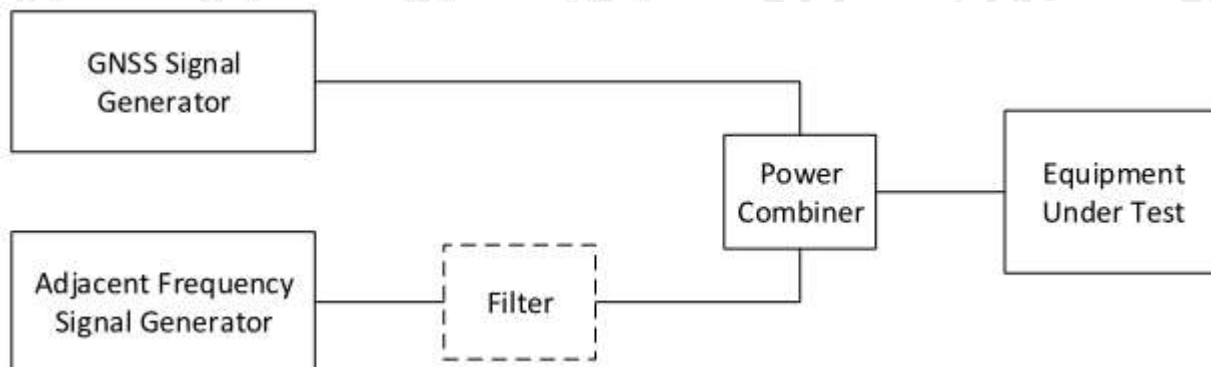 GNSS Signal
Generator
Power
Combiner
Equipment
Under Test
Adjacent Frequency
Signal Generator
Filter